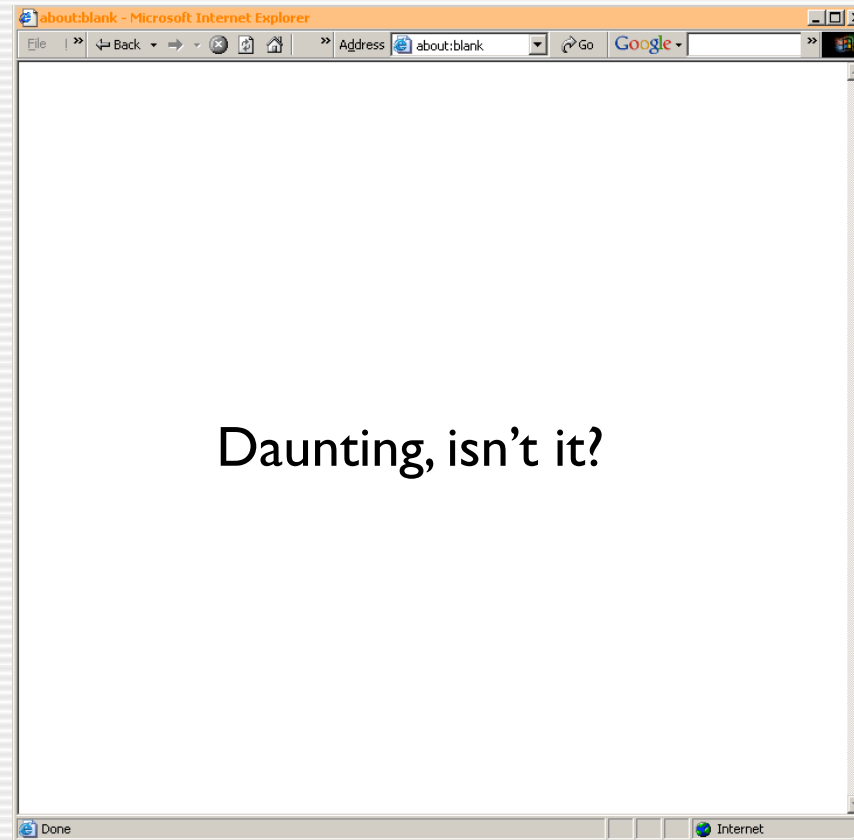 about:blank - Microsoft Internet Explorer
File » Back » Address about:blank Go Google »
Daunting, isn’t it?
Done Internet